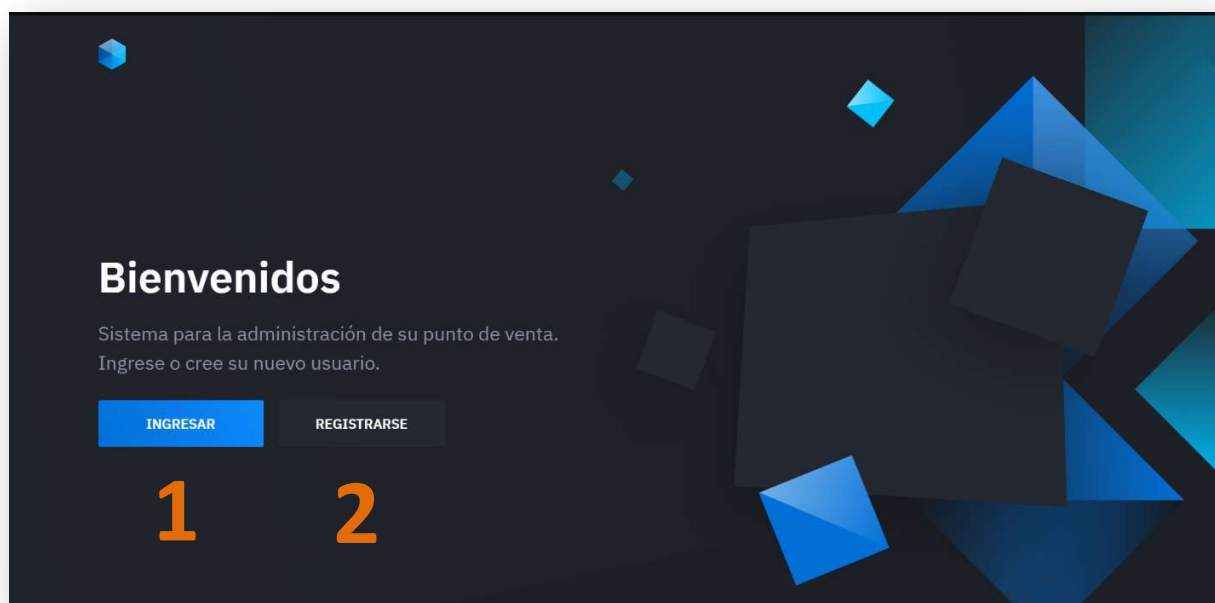 Bienvenidos
Sistema para la administración de su punto de venta.
Ingrese o cree su nuevo usuario.
INGRESAR REGISTRARSE
1 2